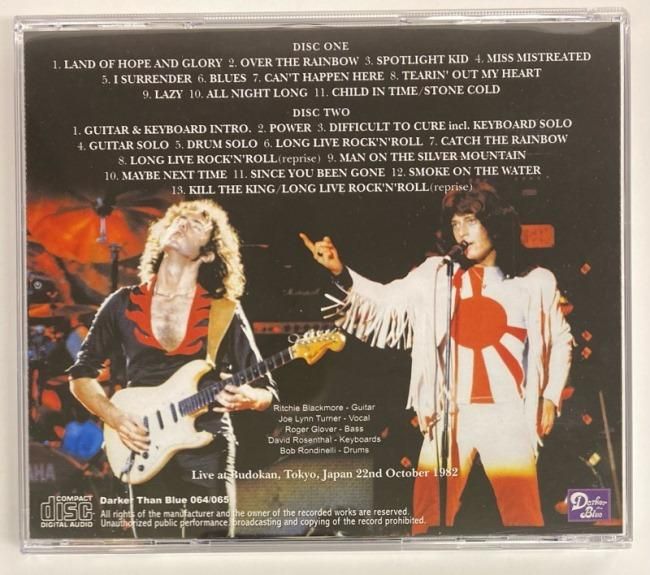 DISC ONE
1. LAND OF HOPE AND GLORY 2. OVER THE RAINBOW 3. SPOTLIGHT KID 4. MISS MISTREATED
5. I SURRENDER 6. BLUES 7. CAN'T HAPPEN HERE 8. TEARIN' OUT MY HEART
9. LAZY 10. ALL NIGHT LONG 11. CHILD IN TIME/STONE COLD
DISC TWO
1. GUITAR & KEYBOARD INTRO. 2. POWER 3. DIFFICULT TO CURE incl. KEYBOARD SOLO
4. GUITAR SOLO 5. DRUM SOLO 6. LONG LIVE ROCK'N'ROLL 7. CATCH THE RAINBOW
8. LONG LIVE ROCK'N'ROLL(reprise) 9. MAN ON THE SILVER MOUNTAIN
10. MAYBE NEXT TIME 11. SINCE YOU BEEN GONE 12. SMOKE ON THE WATER
13. KILL THE KING/LONG LIVE ROCK'N'ROLL(reprise)
Ritchie Blackmore - Guitar
Joe Lynn Turner - Vocal
Roger Glover - Bass
David Rosenthal - Keyboards
Bob Rondinelli - Drums
Live at Budokan, Tokyo, Japan 22nd October 1982
COMPACT
disc
DIGITAL AUDIO
Darker Than Blue 064/065
All rights of the manufacturer and the owner of the recorded works are reserved.
Unauthorized public performance, broadcasting and copying of the record prohibited.
Darker
than
Blue